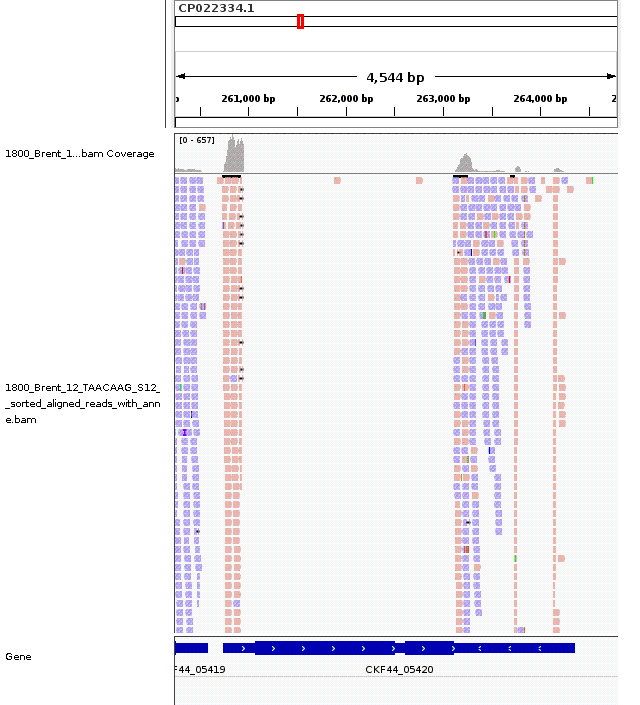 CP022334.1
4,544 bp
261,000 bp 262,000 bp 263,000 bp 264,000 bp 2
[0 - 657]
1800_Brent_1...bam Coverage
1800_Brent_12_TAACAAG_S12_
_sorted_aligned_reads_with_ann
e.bam
Gene
F44_05419 CKF44_05420